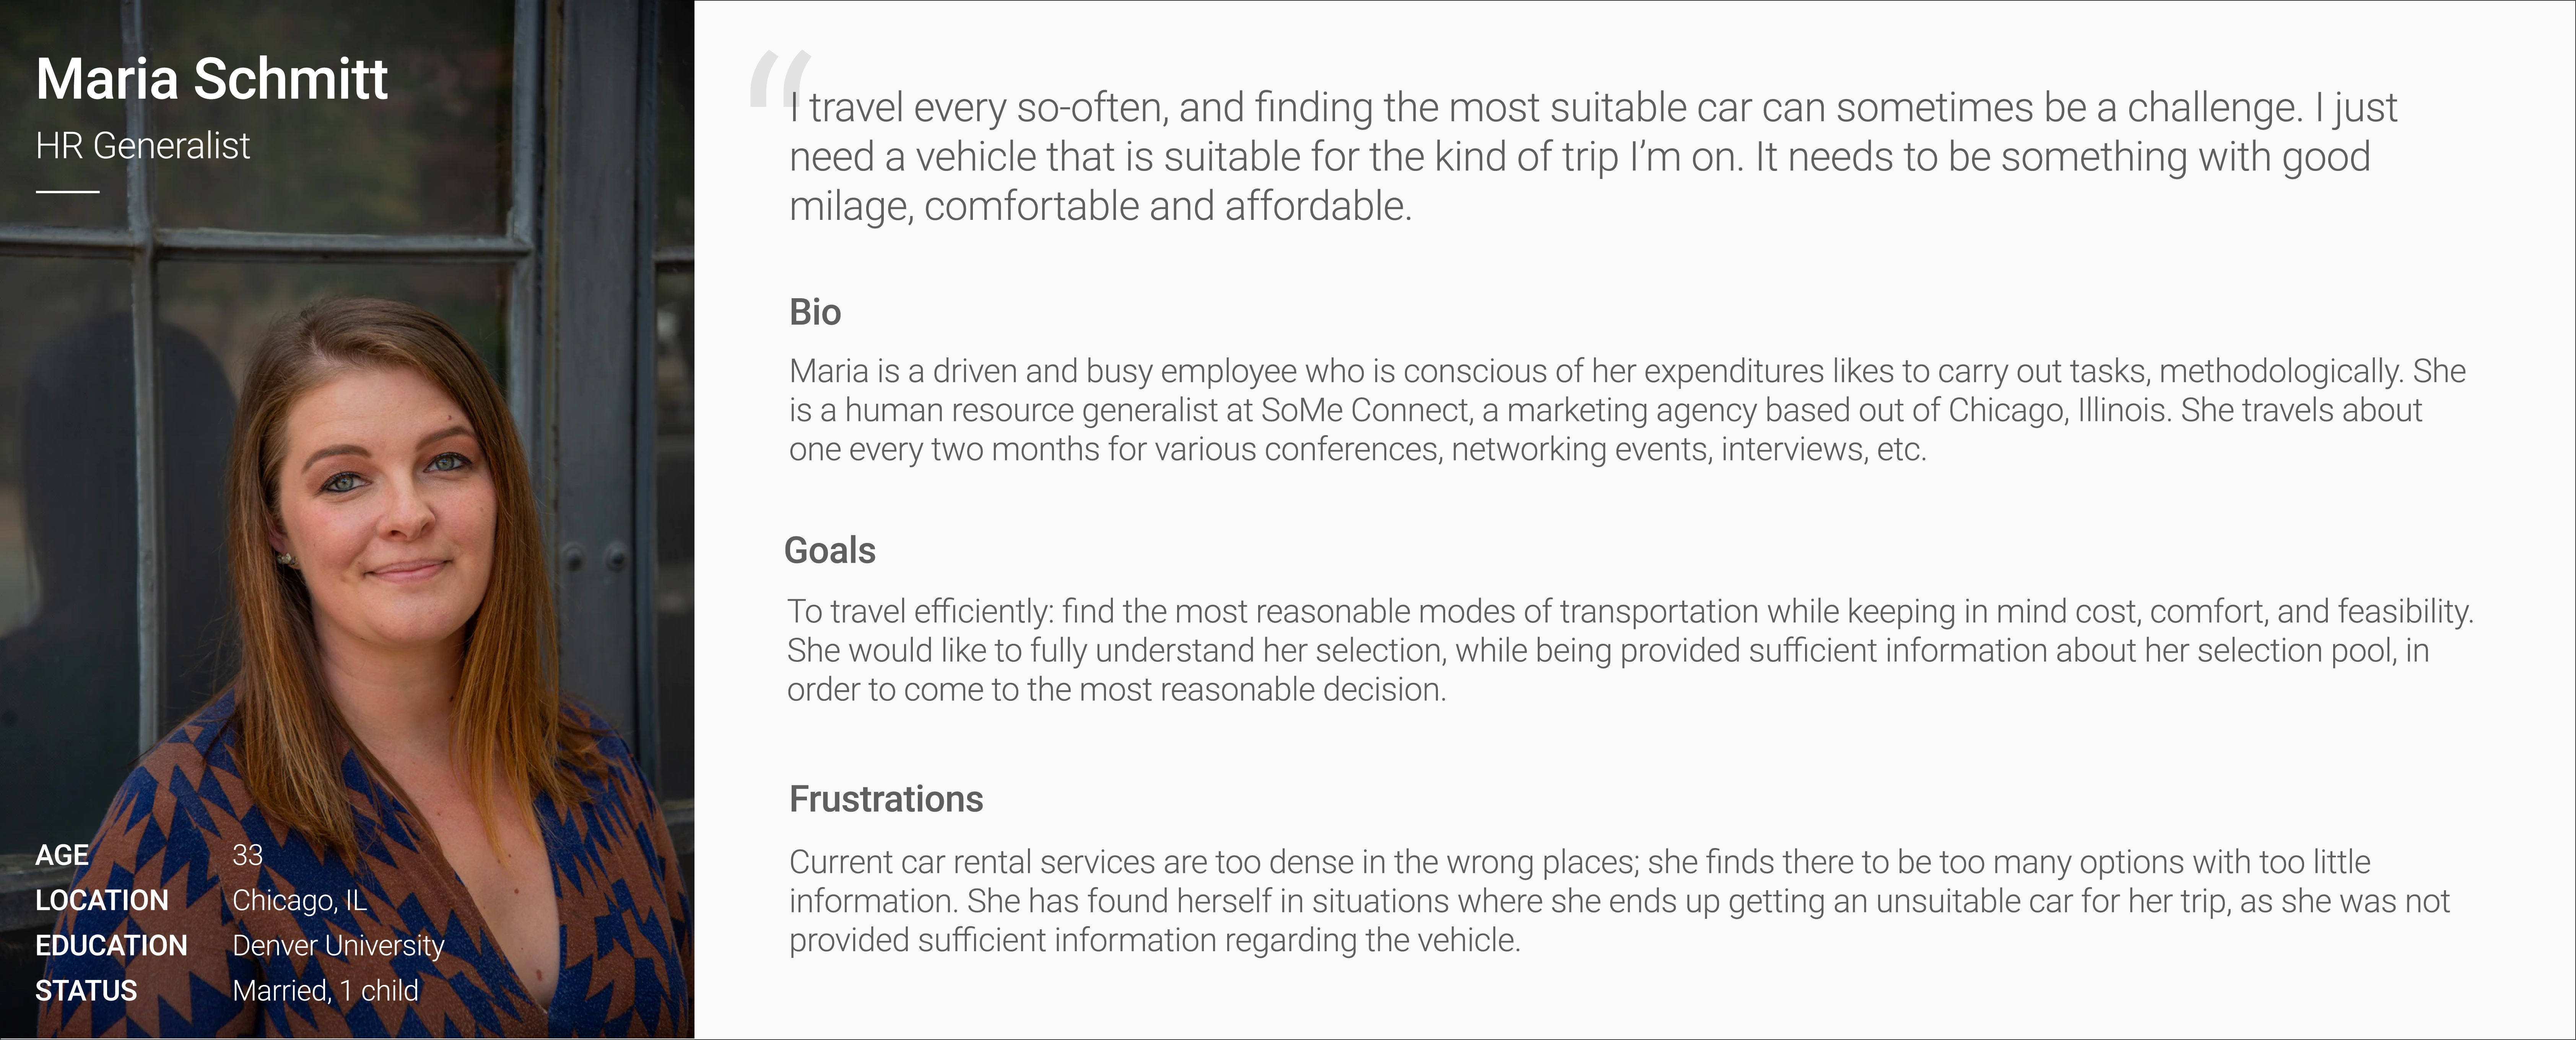 Maria Schmitt
HR Generalist
AGE 33
LOCATION Chicago, IL
EDUCATION Denver University
STATUS Married, 1 child
“
I travel every so-often, and finding the most suitable car can sometimes be a challenge. I just
need a vehicle that is suitable for the kind of trip I’m on. It needs to be something with good
milage, comfortable and affordable.
Bio
Maria is a driven and busy employee who is conscious of her expenditures likes to carry out tasks, methodologically. She
is a human resource generalist at SoMe Connect, a marketing agency based out of Chicago, Illinois. She travels about
one every two months for various conferences, networking events, interviews, etc.
Goals
To travel efficiently: find the most reasonable modes of transportation while keeping in mind cost, comfort, and feasibility.
She would like to fully understand her selection, while being provided sufficient information about her selection pool, in
order to come to the most reasonable decision.
Frustrations
Current car rental services are too dense in the wrong places; she finds there to be too many options with too little
information. She has found herself in situations where she ends up getting an unsuitable car for her trip, as she was not
provided sufficient information regarding the vehicle.